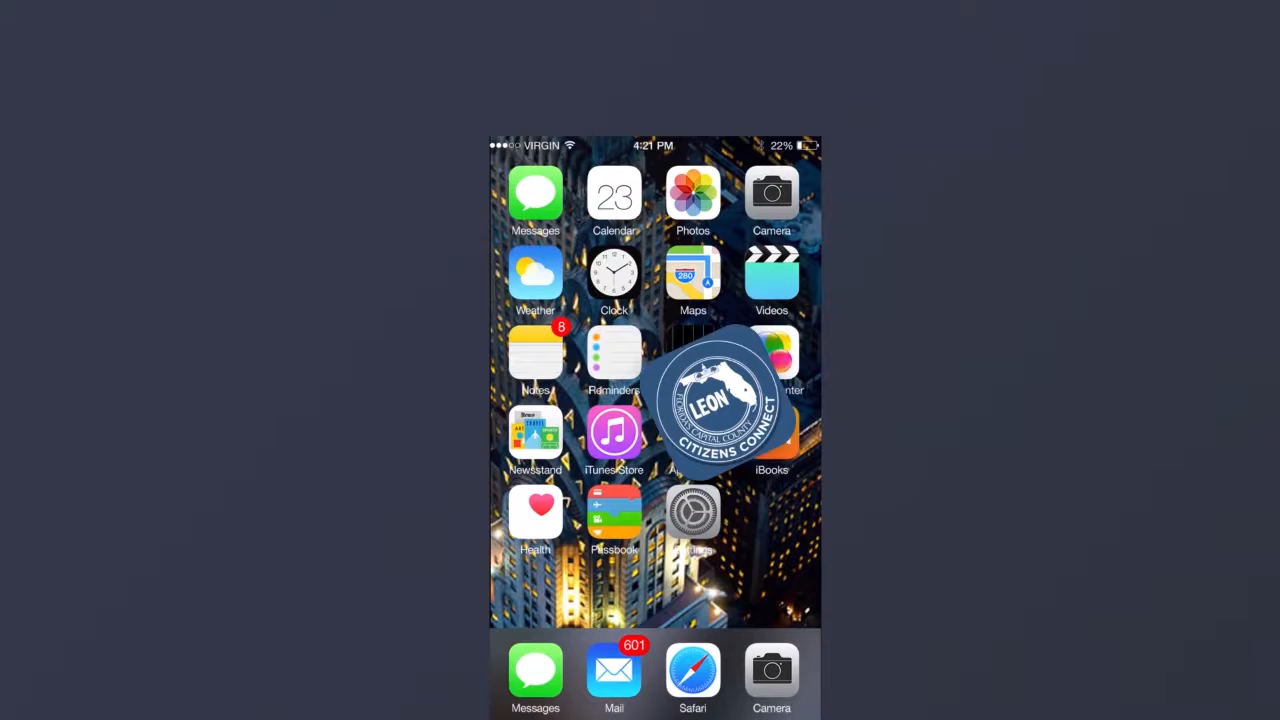 VIRGIN 4:21 PM 22%
23
Messages Calendar Photos Camera
280
Weather Clock Maps Videos
8
Notes Reminders
LEON
FLORIDA'S CAPITAL COUNTY
CITIZENS CONNECT
Newsstand iTunes Store iBooks
Health Passbook Settings
601
Messages Mail Safari Camera